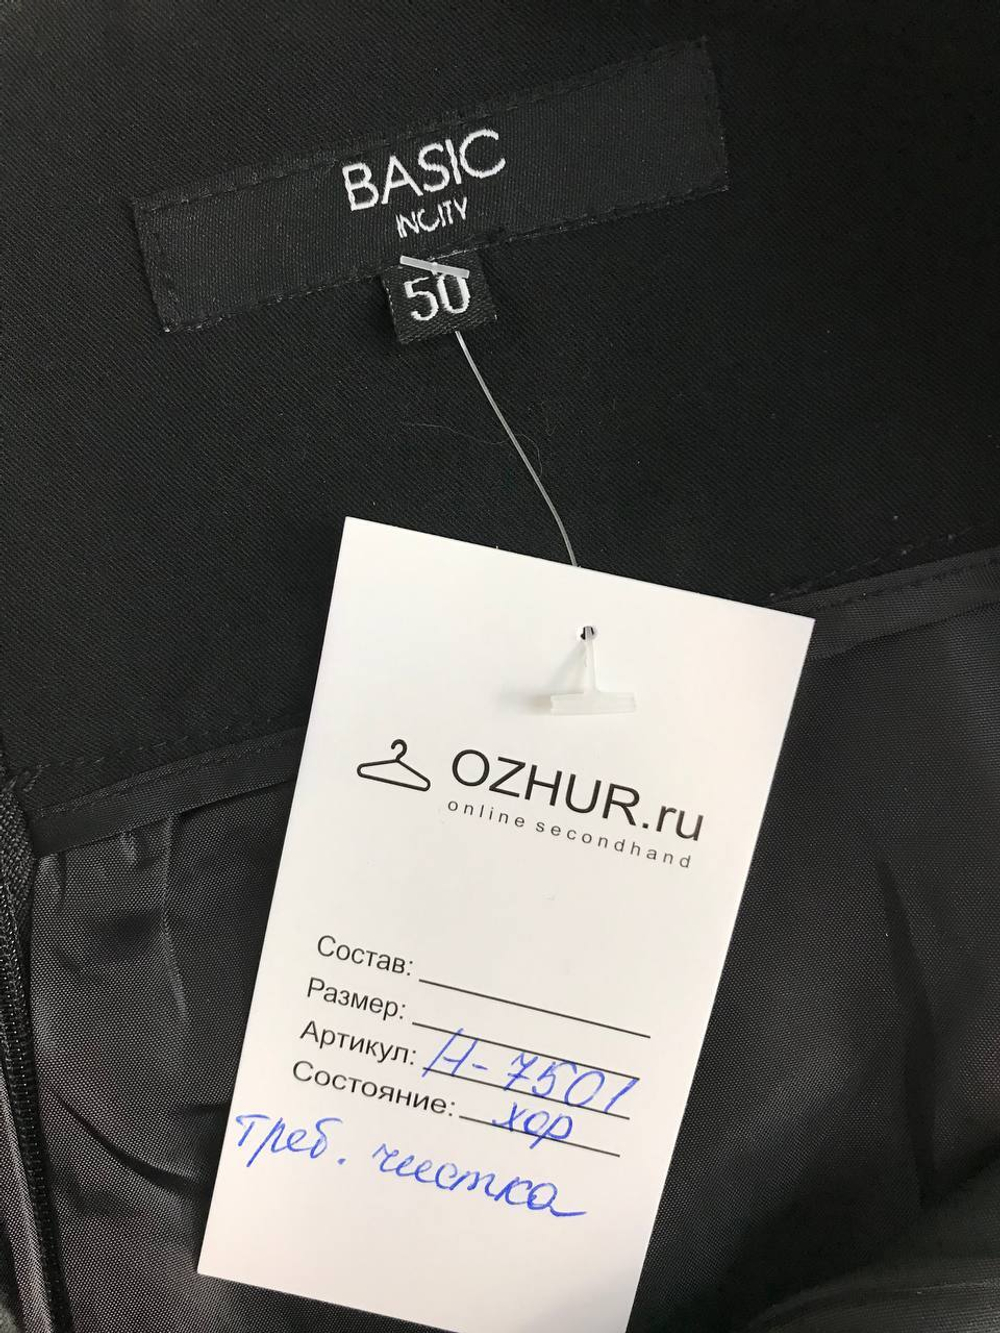 BASIC
INCITY
50
OZHUR.ru
online secondhand
Состав:
Размер:
Артикул: Н-7501
Состояние: хор
треб. чистка